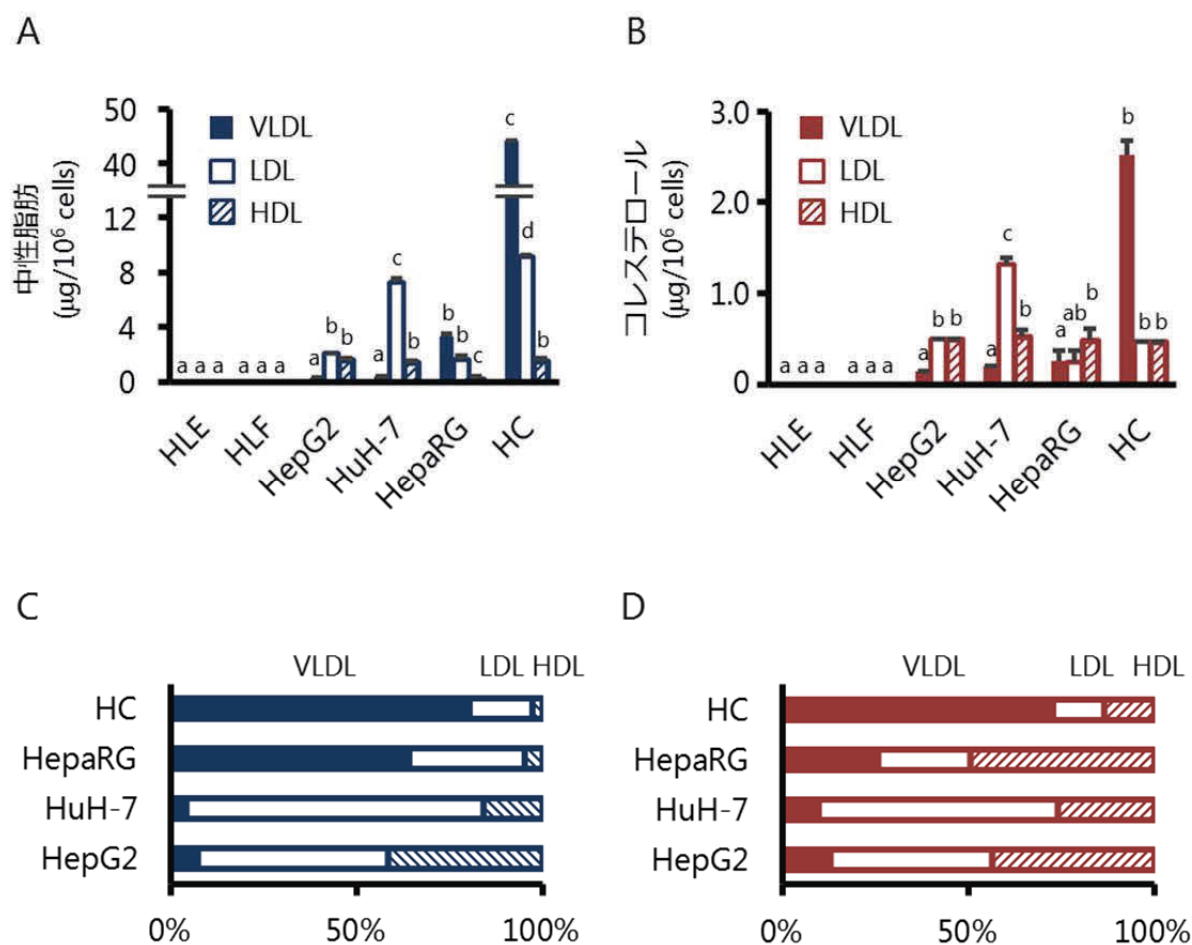 A
中性脂肪
(μg/10⁶ cells)
50
40
12
8
4
0
VLDL
LDL
HDL
a a a
a a a
a b b
a c b
b b c
c d b
HLE
HLF
HepG2
HuH-7
HepaRG
HC
B
コレステロール
(μg/10⁶ cells)
3.0
2.0
1.0
0
VLDL
LDL
HDL
a a a
a a a
a b b
a c b
a ab b
b b b
HLE
HLF
HepG2
HuH-7
HepaRG
HC
C
VLDL LDL HDL
HC
HepaRG
HuH-7
HepG2
0% 50% 100%
D
VLDL LDL HDL
HC
HepaRG
HuH-7
HepG2
0% 50% 100%